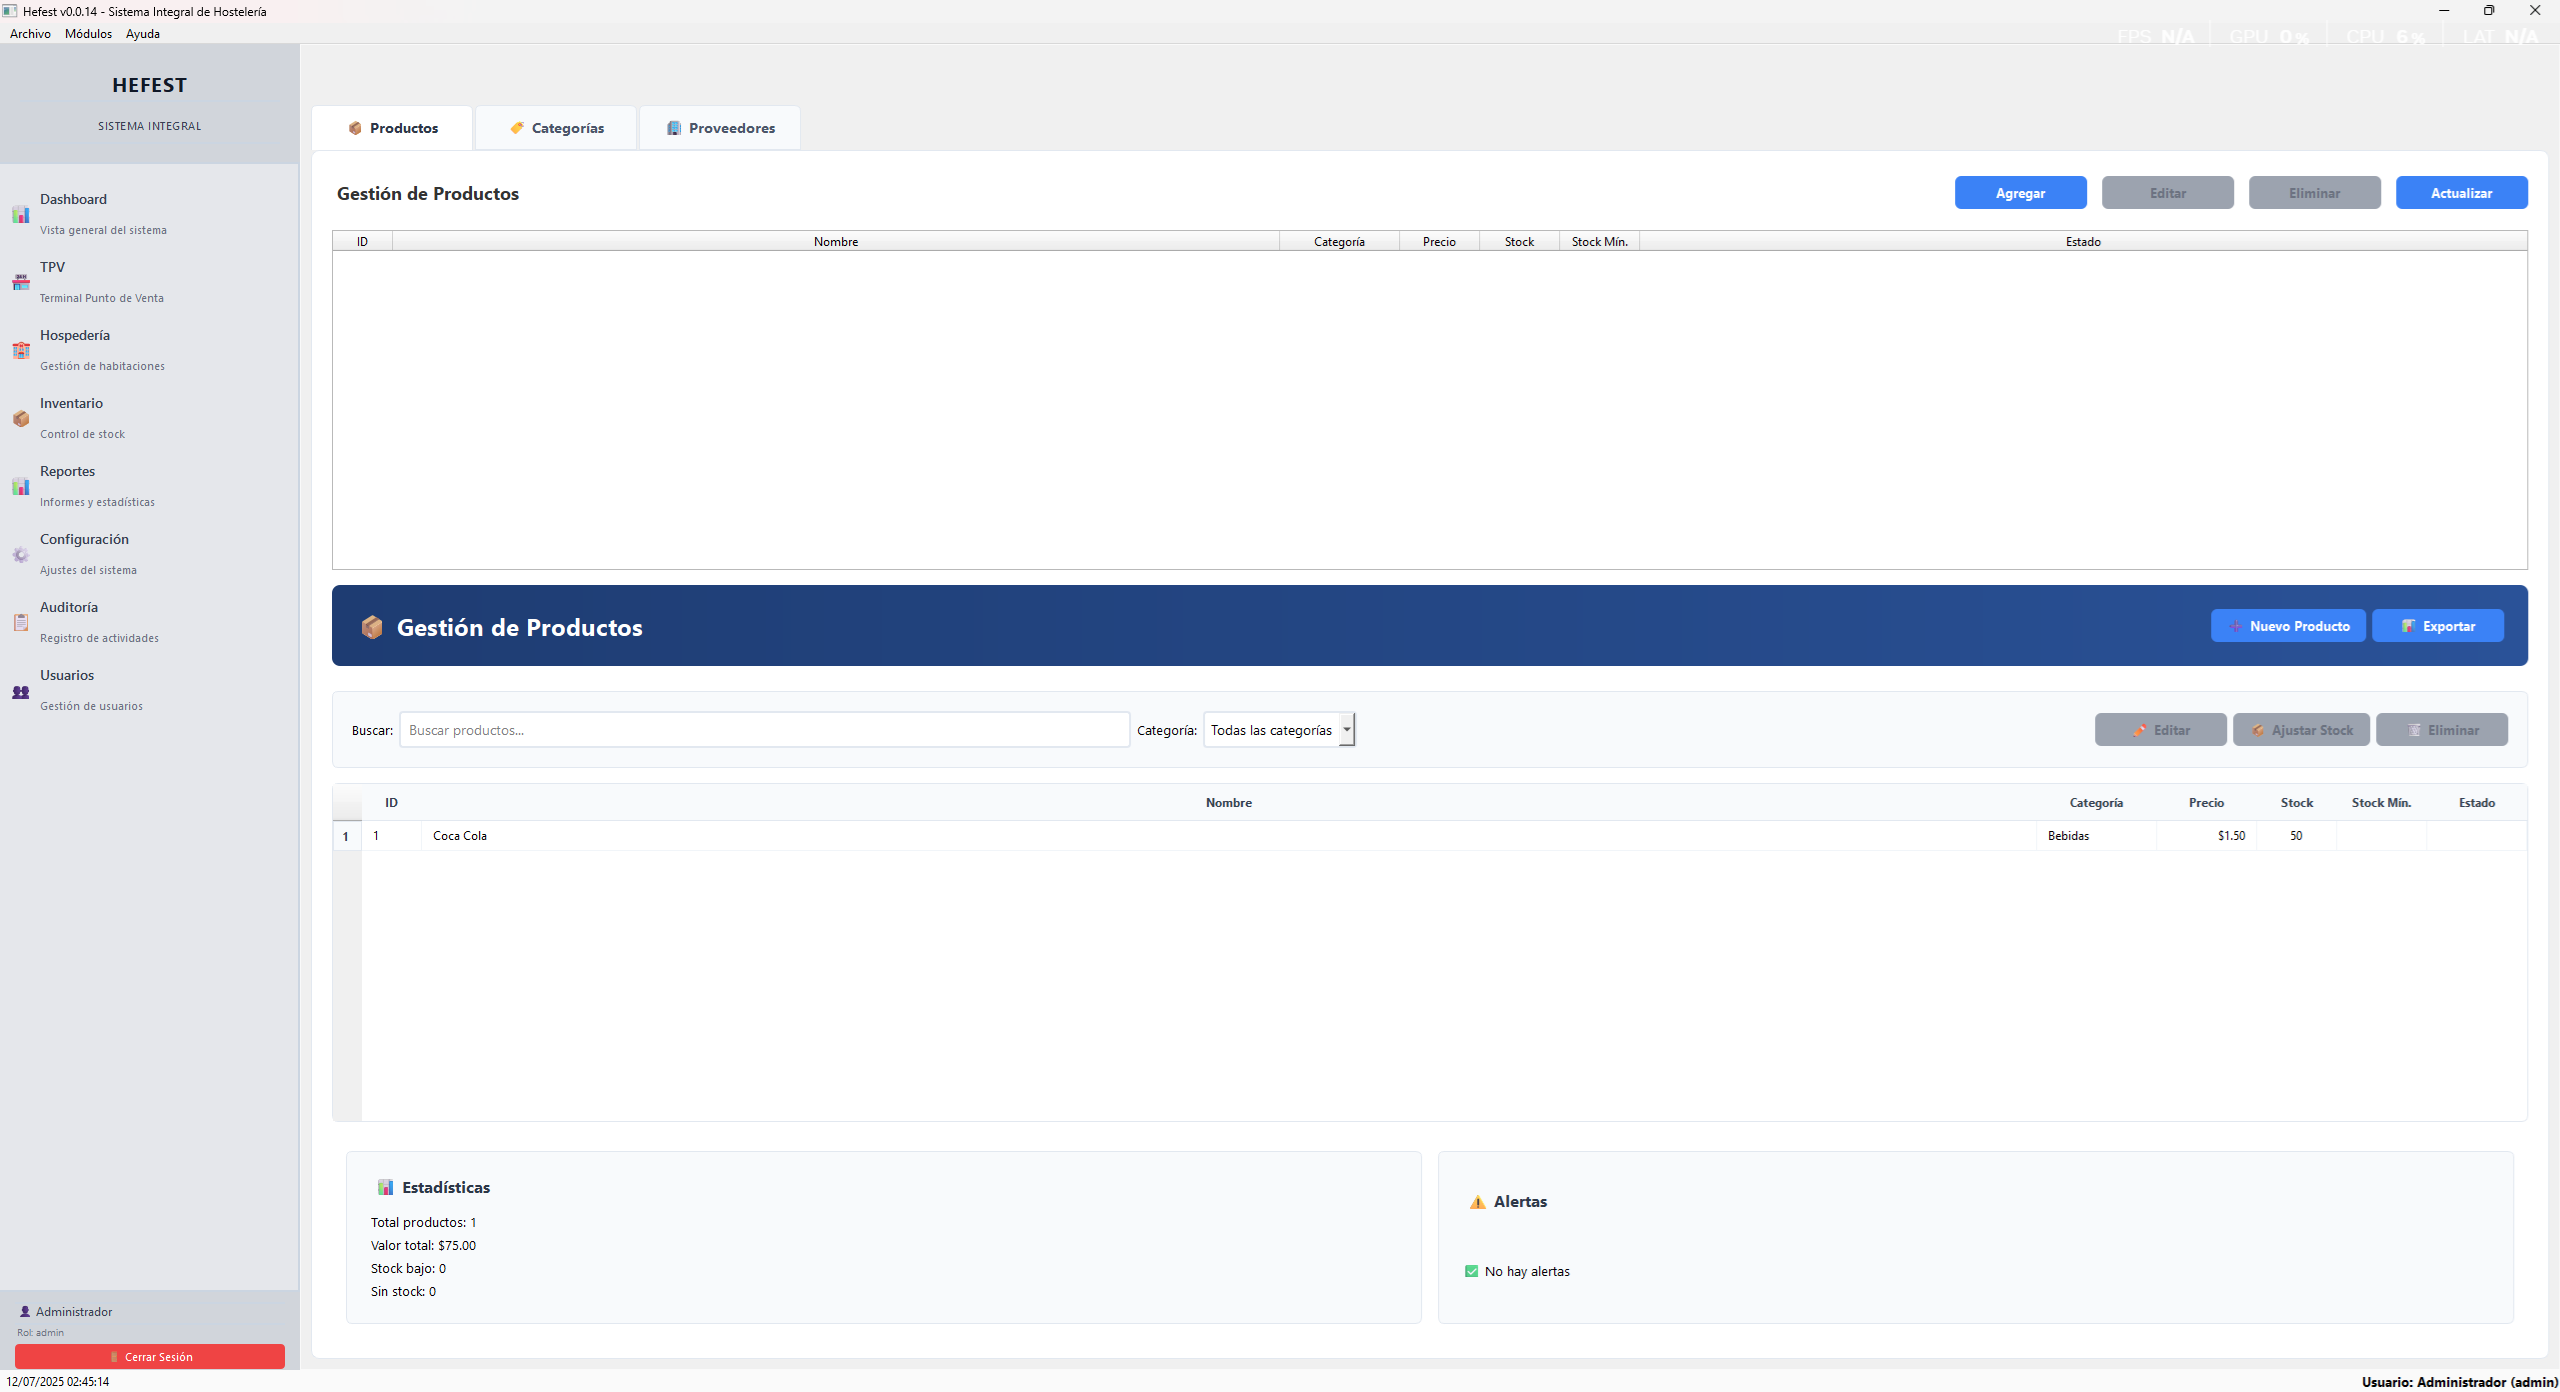 Hefest v0.0.14 - Sistema Integral de Hostelería
Archivo Módulos Ayuda
FPS N/A GPU 0% CPU 6% LAT N/A
HEFEST
SISTEMA INTEGRAL
Dashboard
Vista general del sistema
TPV
Terminal Punto de Venta
Hospedería
Gestión de habitaciones
Inventario
Control de stock
Reportes
Informes y estadísticas
Configuración
Ajustes del sistema
Auditoría
Registro de actividades
Usuarios
Gestión de usuarios
Administrador
Rol: admin
Cerrar Sesión
Productos Categorías Proveedores
Gestión de Productos Agregar Editar Eliminar Actualizar
ID Nombre Categoría Precio Stock Stock Mín. Estado
Gestión de Productos Nuevo Producto Exportar
Buscar: Buscar productos... Categoría: Todas las categorías Editar Ajustar Stock Eliminar
ID Nombre Categoría Precio Stock Stock Mín. Estado
1 1 Coca Cola Bebidas $1.50 50
Estadísticas
Total productos: 1
Valor total: $75.00
Stock bajo: 0
Sin stock: 0
Alertas
No hay alertas
12/07/2025 02:45:14 Usuario: Administrador (admin)